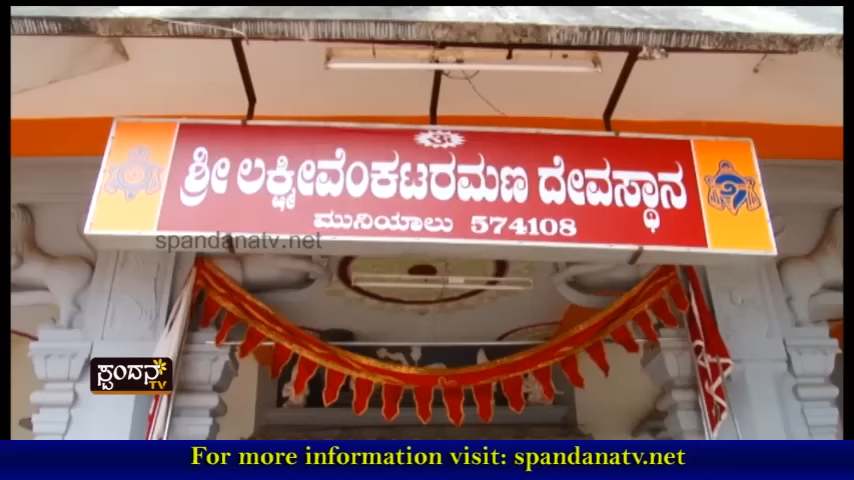 ॐ
ಶ್ರೀ ಲಕ್ಷ್ಮೀವೆಂಕಟರಮಣ ದೇವಸ್ಥಾನ
ಮುನಿಯಾಲು 574108
spandanatv.net
ಸ್ಪಂದನ TV
For more information visit: spandanatv.net